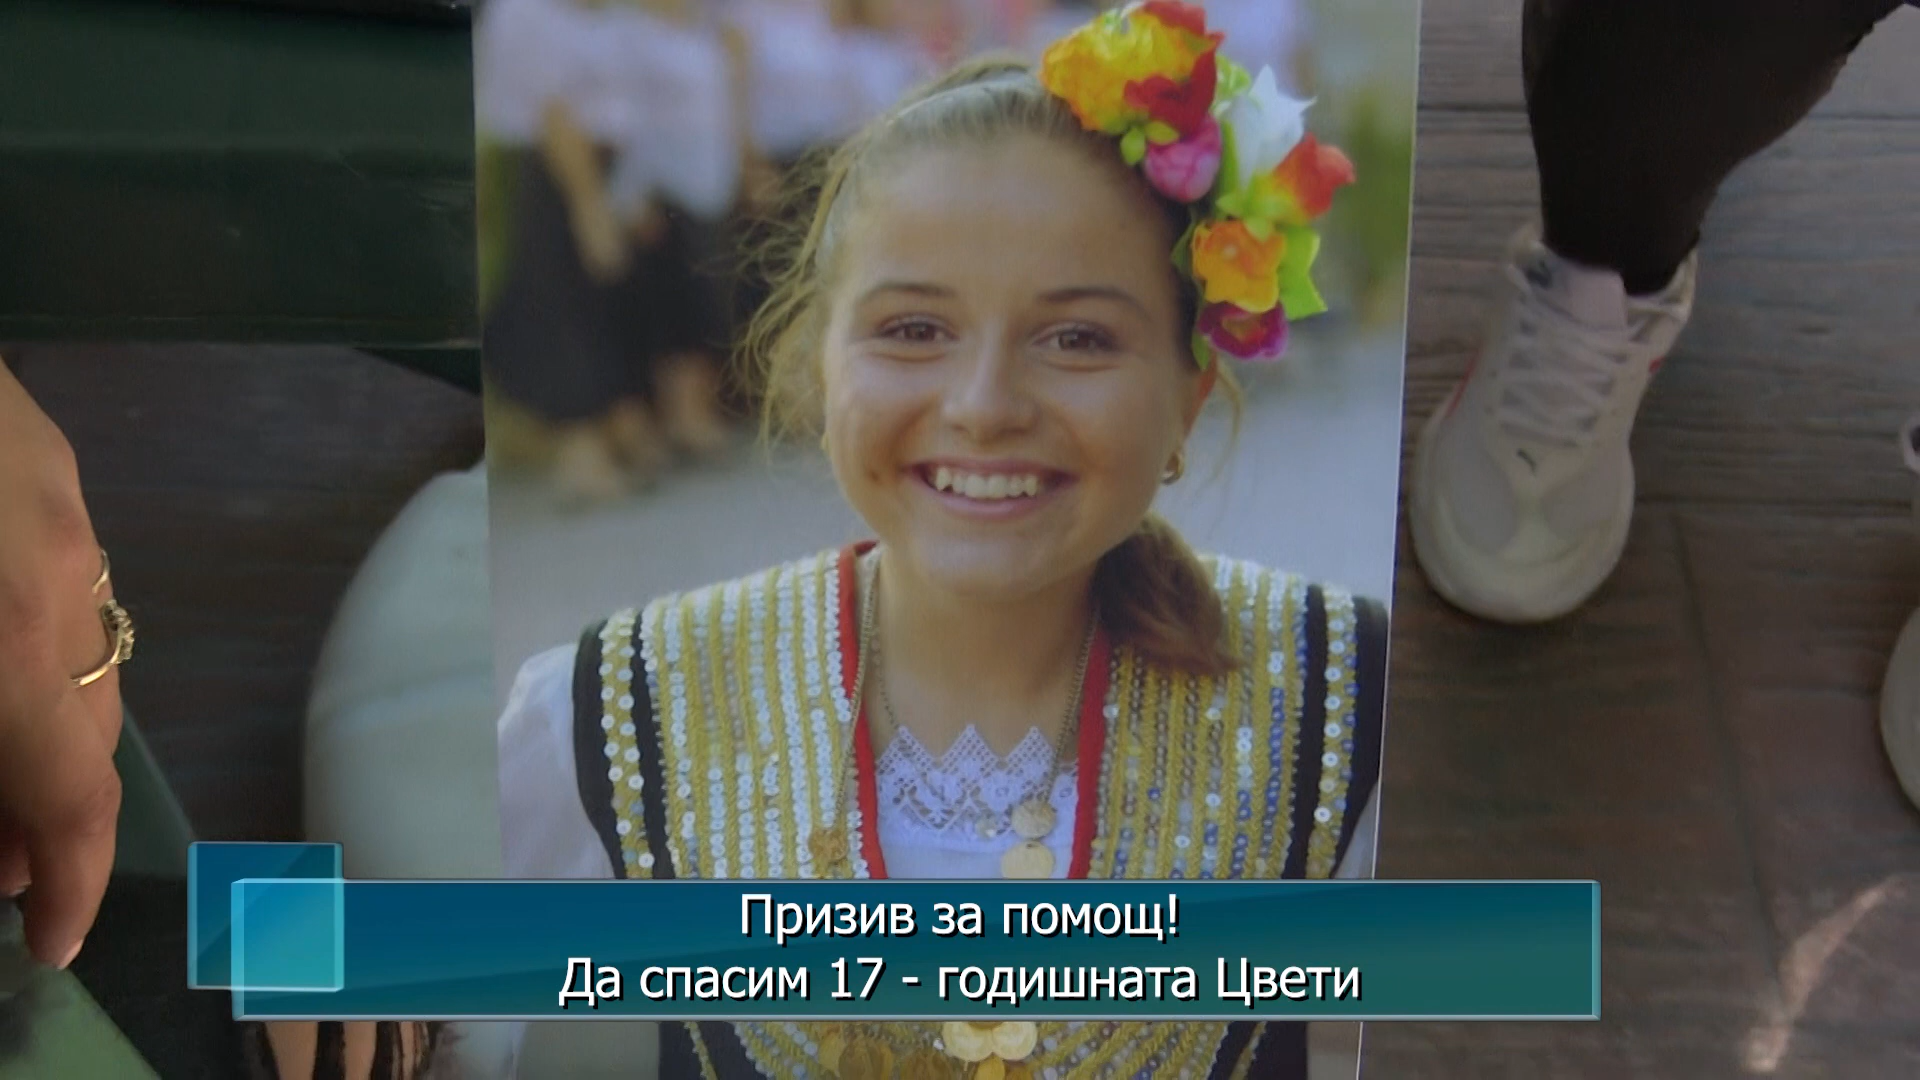 Призив за помощ!
Да спасим 17 - годишната Цвети